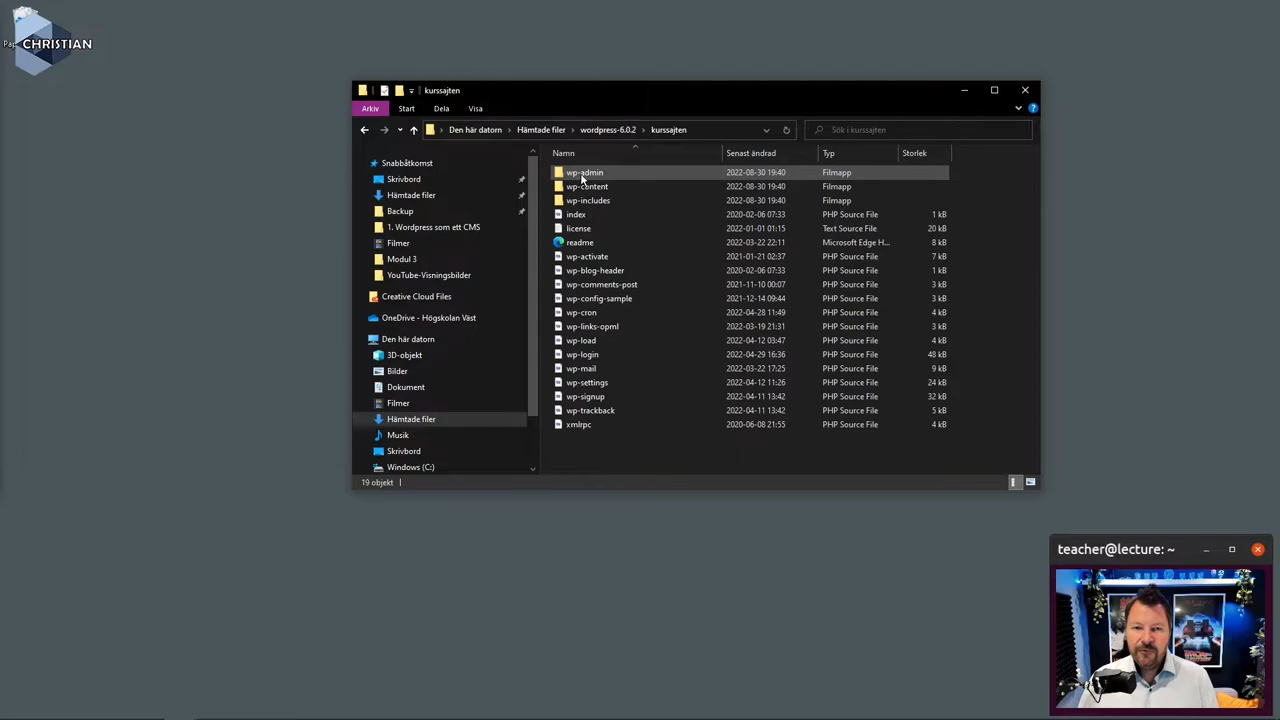 CHRISTIAN
kurssajten
Arkiv Start Dela Visa
Den här datorn Hämtade filer wordpress-6.0.2 kurssajten Sök i kurssajten
Namn Senast ändrad Typ Storlek
Snabbåtkomst
Skrivbord
Hämtade filer
Backup
1. Wordpress som ett CMS
Filmer
Modul 3
YouTube-Visningsbilder
Creative Cloud Files
OneDrive - Högskolan Väst
Den här datorn
3D-objekt
Bilder
Dokument
Filmer
Hämtade filer
Musik
Skrivbord
Windows (C:)
wp-admin 2022-08-30 19:40 Filmapp
wp-content 2022-08-30 19:40 Filmapp
wp-includes 2022-08-30 19:40 Filmapp
index 2020-02-06 07:33 PHP Source File 1 kB
license 2022-01-01 01:15 Text Source File 20 kB
readme 2022-03-22 22:11 Microsoft Edge H... 8 kB
wp-activate 2021-01-21 02:37 PHP Source File 7 kB
wp-blog-header 2020-02-06 07:33 PHP Source File 1 kB
wp-comments-post 2021-11-10 00:07 PHP Source File 3 kB
wp-config-sample 2021-12-14 09:44 PHP Source File 3 kB
wp-cron 2022-04-28 11:49 PHP Source File 4 kB
wp-links-opml 2022-03-19 21:31 PHP Source File 3 kB
wp-load 2022-04-12 03:47 PHP Source File 4 kB
wp-login 2022-04-29 16:36 PHP Source File 48 kB
wp-mail 2022-03-22 17:25 PHP Source File 9 kB
wp-settings 2022-04-12 11:26 PHP Source File 24 kB
wp-signup 2022-04-11 13:42 PHP Source File 32 kB
wp-trackback 2022-04-11 13:42 PHP Source File 5 kB
xmlrpc 2020-06-08 21:55 PHP Source File 4 kB
19 objekt
teacher@lecture: ~